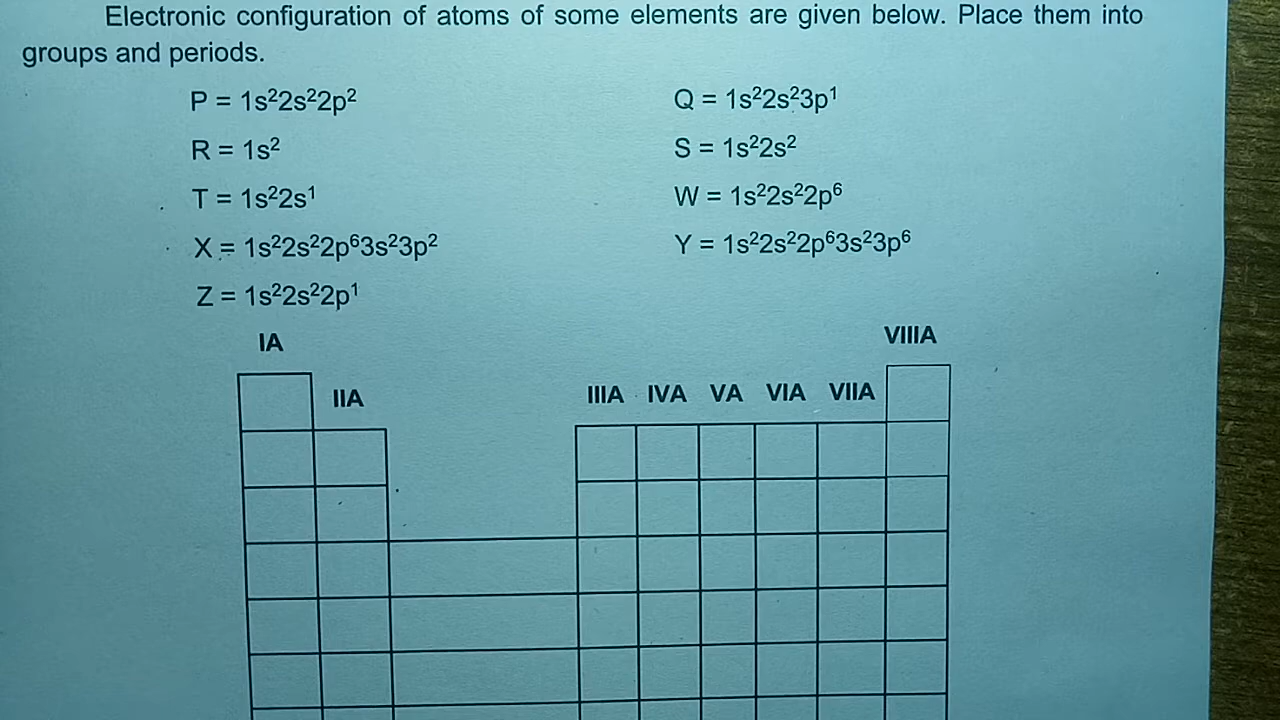 Electronic configuration of atoms of some elements are given below. Place them into
groups and periods.
P = 1s²2s²2p²
Q = 1s²2s²3p¹
R = 1s²
S = 1s²2s²
T = 1s²2s¹
W = 1s²2s²2p⁶
X = 1s²2s²2p⁶3s²3p²
Y = 1s²2s²2p⁶3s²3p⁶
Z = 1s²2s²2p¹
IA
VIIIA
IIA
IIIA IVA VA VIA VIIA